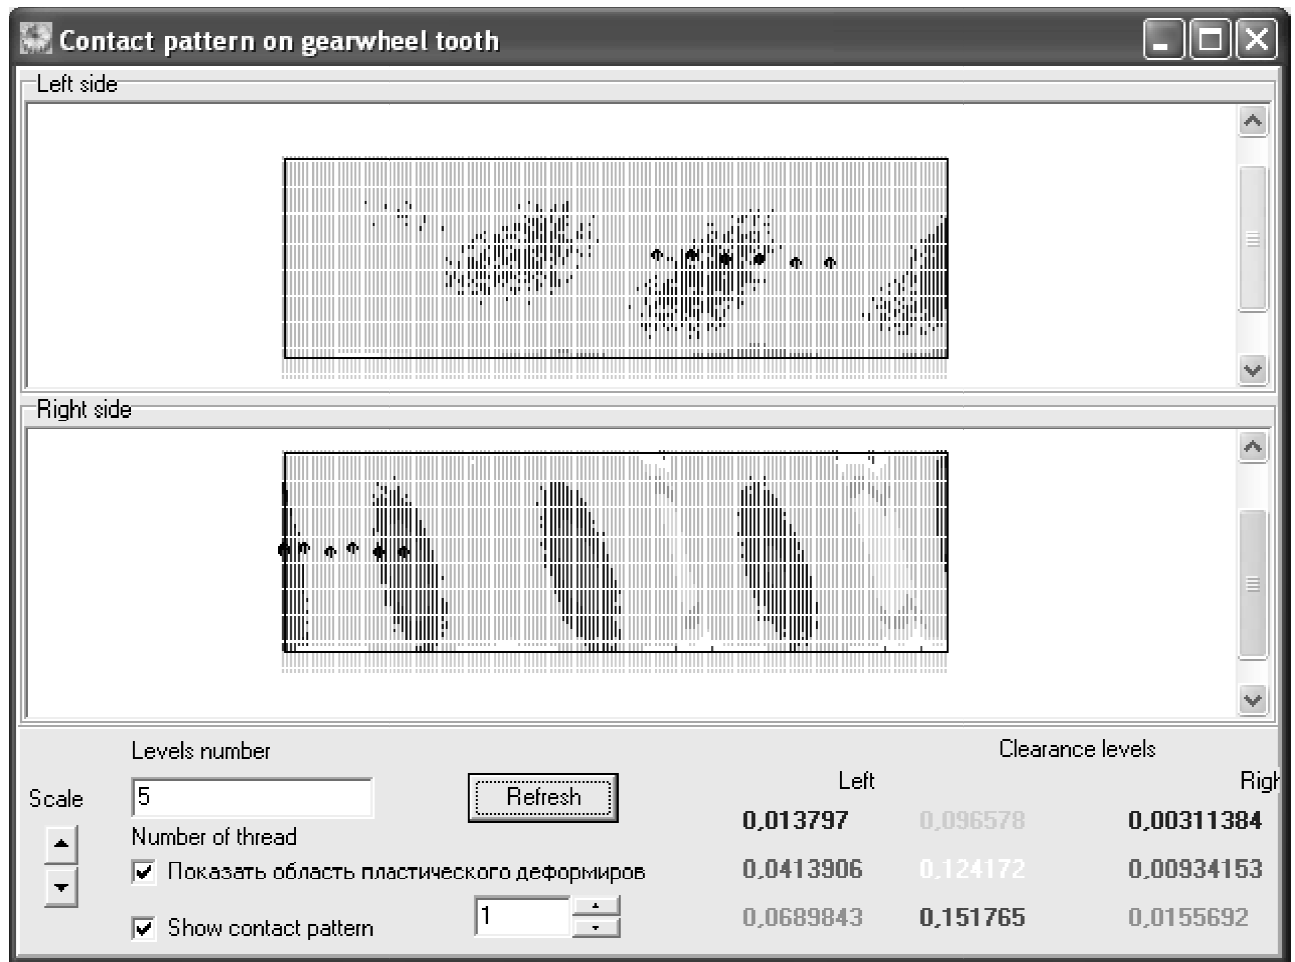 Contact pattern on gearwheel tooth
Left side
Right side
Levels number
Clearance levels
Left
Righ
Scale
5
Refresh
0,013797 0,096578 0,00311384
Number of thread
Показать область пластического деформиров
0,0413906 0,124172 0,00934153
1
Show contact pattern
0,0689843 0,151765 0,0155692